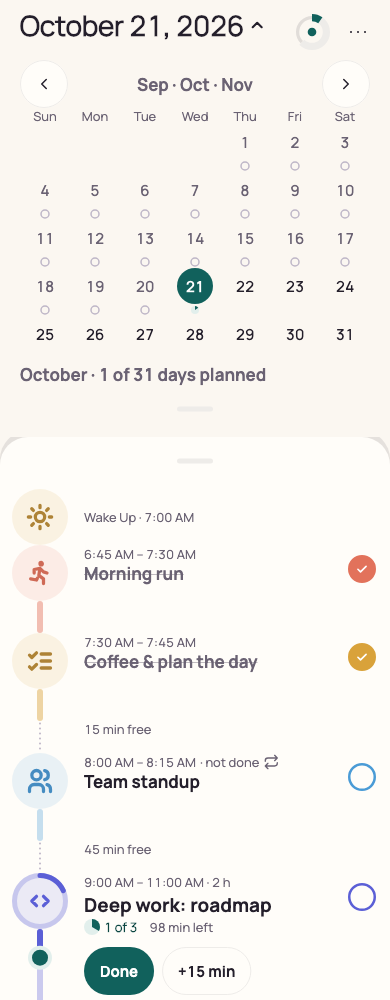 October 21, 2026
Sep · Oct · Nov
Sun Mon Tue Wed Thu Fri Sat
1 2 3
4 5 6 7 8 9 10
11 12 13 14 15 16 17
18 19 20 21 22 23 24
25 26 27 28 29 30 31
October · 1 of 31 days planned
Wake Up · 7:00 AM
6:45 AM – 7:30 AM
Morning run
7:30 AM – 7:45 AM
Coffee & plan the day
15 min free
8:00 AM – 8:15 AM · not done
Team standup
45 min free
9:00 AM – 11:00 AM · 2 h
Deep work: roadmap
1 of 3 98 min left
Done +15 min